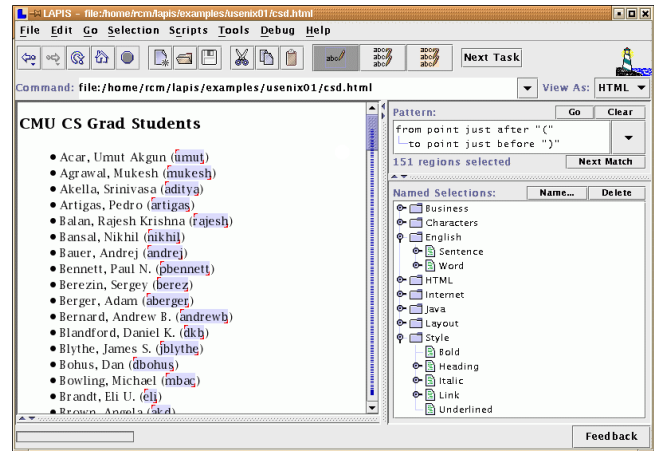 LAPIS - file:/home/rcm/lapis/examples/usenix01/csd.html
File Edit Go Selection Scripts Tools Debug Help
Next Task
Command: file:/home/rcm/lapis/examples/usenix01/csd.html View As: HTML
CMU CS Grad Students
Acar, Umut Akgun (umut)
Agrawal, Mukesh (mukesh)
Akella, Srinivasa (aditya)
Artigas, Pedro (artigas)
Balan, Rajesh Krishna (rajesh)
Bansal, Nikhil (nikhil)
Bauer, Andrej (andrej)
Bennett, Paul N. (pbennett)
Berezin, Sergey (berez)
Berger, Adam (aberger)
Bernard, Andrew B. (andrewb)
Blandford, Daniel K. (dkb)
Blythe, James S. (jblythe)
Bohus, Dan (dbohus)
Bowling, Michael (mbac)
Brandt, Eli U. (eli)
Brown, Angela (akd)
Pattern: Go Clear
from point just after "("
to point just before ")"
151 regions selected Next Match
Named Selections: Name... Delete
Business
Characters
English
Sentence
Word
HTML
Internet
Java
Layout
Style
Bold
Heading
Italic
Link
Underlined
Feedback